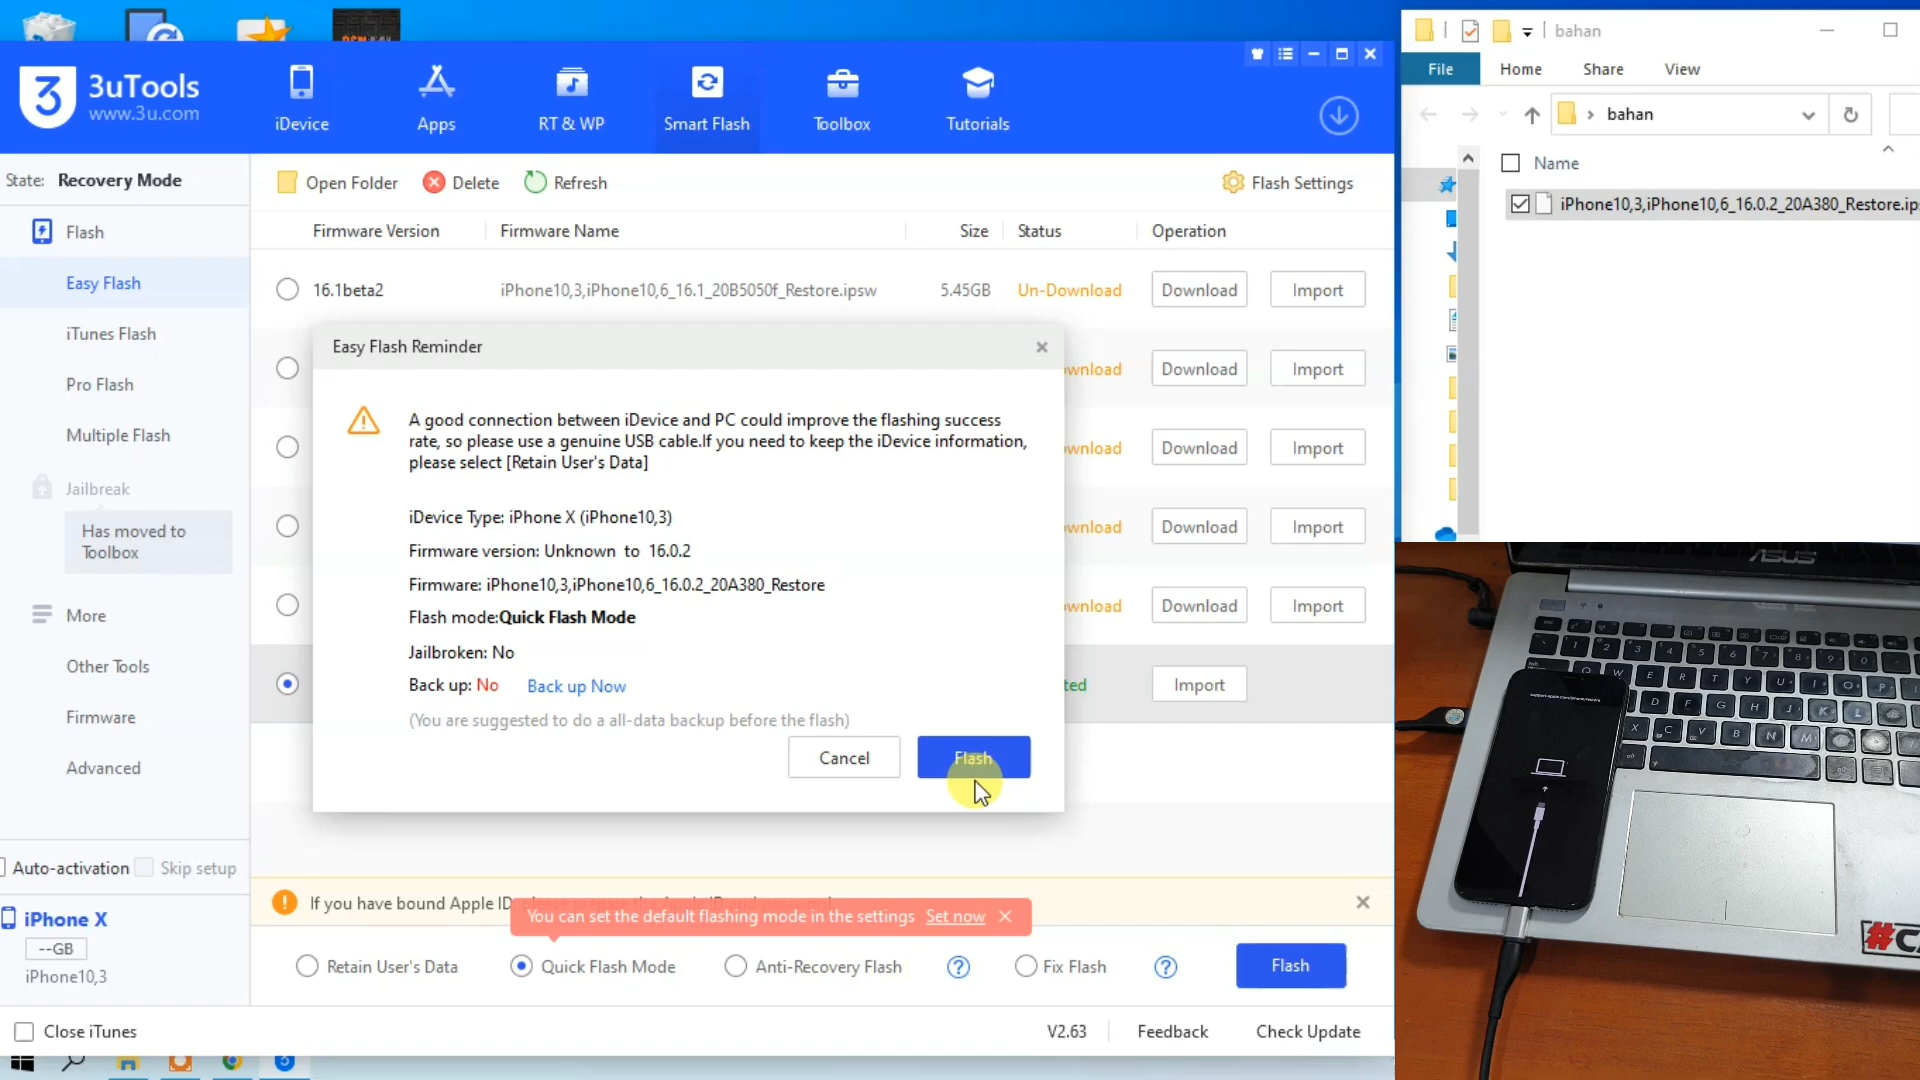 3 3uTools
www.3u.com
iDevice
Apps
RT & WP
Smart Flash
Toolbox
Tutorials
State: Recovery Mode
Open Folder
Delete
Refresh
Flash Settings
Flash
Easy Flash
iTunes Flash
Pro Flash
Multiple Flash
Jailbreak
Has moved to
Toolbox
More
Other Tools
Firmware
Advanced
Auto-activation
Skip setup
iPhone X
--GB
iPhone10,3
Close iTunes
Firmware Version
Firmware Name
Size
Status
Operation
16.1beta2
iPhone10,3,iPhone10,6_16.1_20B5050f_Restore.ipsw
5.45GB
Un-Download
Download
Import
wnload
Download
Import
wnload
Download
Import
wnload
Download
Import
wnload
Download
Import
ted
Import
Easy Flash Reminder
A good connection between iDevice and PC could improve the flashing success
rate, so please use a genuine USB cable.If you need to keep the iDevice information,
please select [Retain User's Data]
iDevice Type: iPhone X (iPhone10,3)
Firmware version: Unknown to 16.0.2
Firmware: iPhone10,3,iPhone10,6_16.0.2_20A380_Restore
Flash mode:Quick Flash Mode
Jailbroken: No
Back up: No Back up Now
(You are suggested to do a all-data backup before the flash)
Cancel
Flash
If you have bound Apple ID
You can set the default flashing mode in the settings Set now
Retain User's Data
Quick Flash Mode
Anti-Recovery Flash
?
Fix Flash
?
Flash
V2.63
Feedback
Check Update
bahan
File
Home
Share
View
bahan
Name
iPhone10,3,iPhone10,6_16.0.2_20A380_Restore.ip
ASUS
support.apple.com/iphone/restore